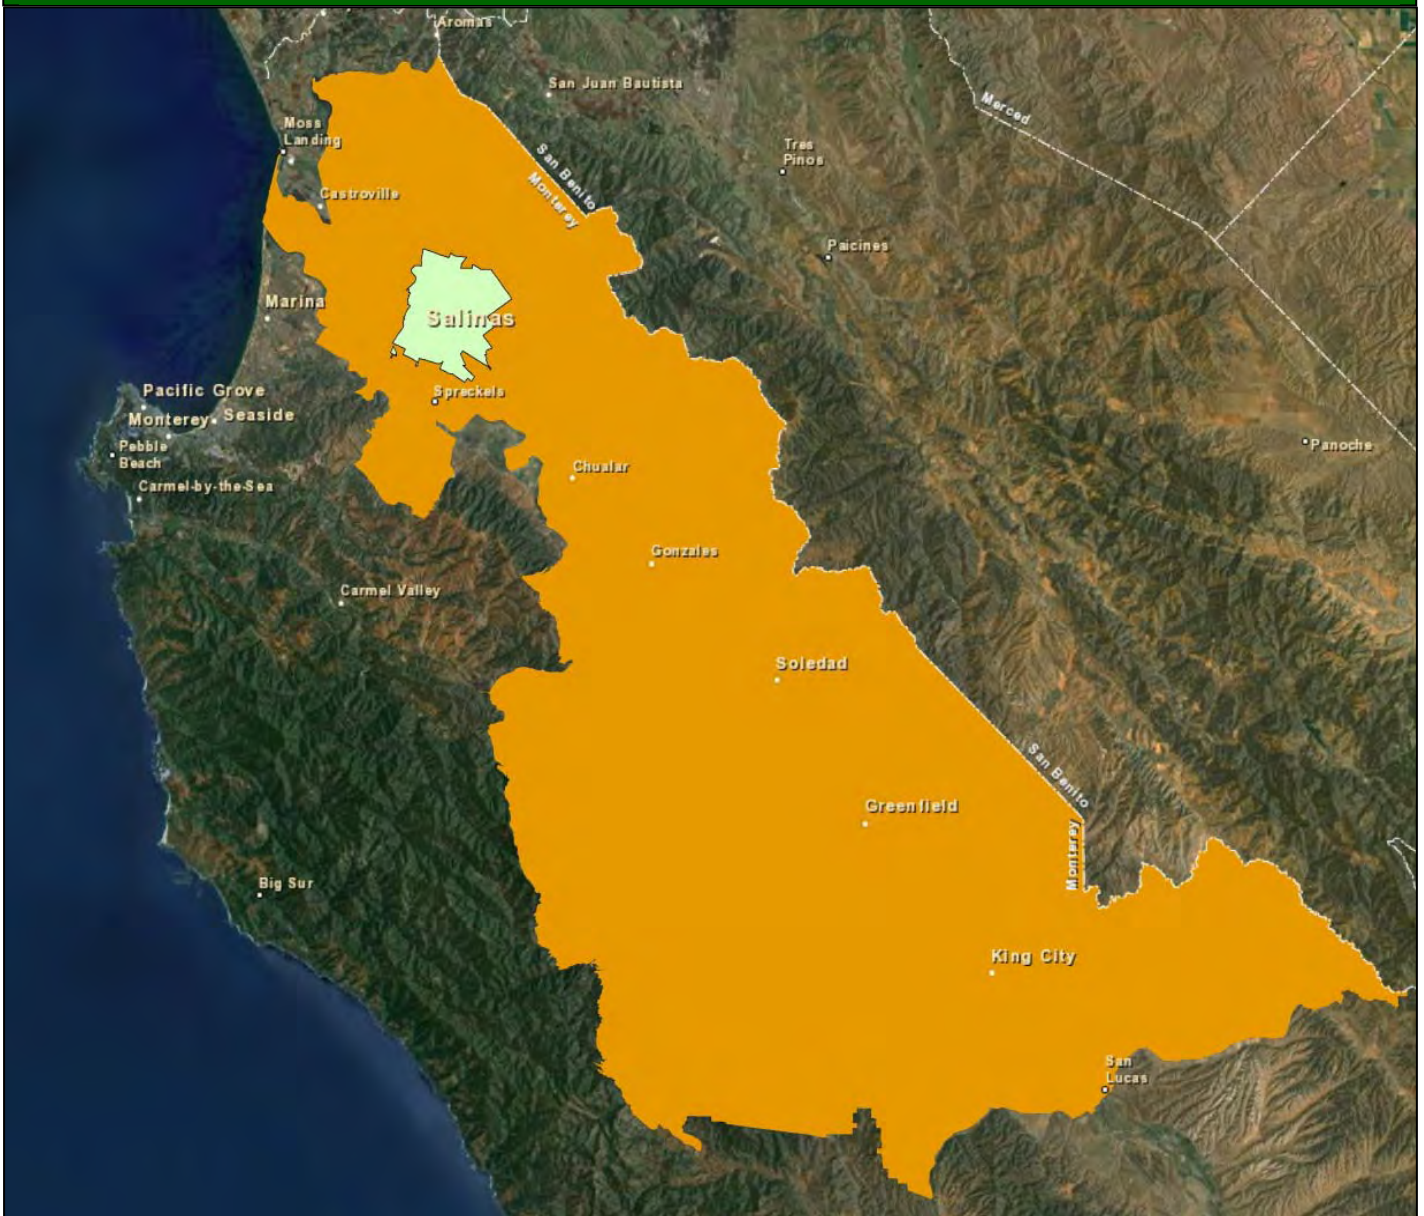 Aromas
San Juan Bautista
Merced
Moss
Landing
Tres
Pinos
San Benito
Monterey
Castroville
Paicines
Marina
Salinas
Pacific Grove
Spreckels
Seaside
Monterey
Pebble
Beach
Panoche
Chualar
Carmel-by-the-Sea
Gonzales
Carmel Valley
Soledad
San Benito
Monterey
Greenfield
Big Sur
King City
San
Lucas